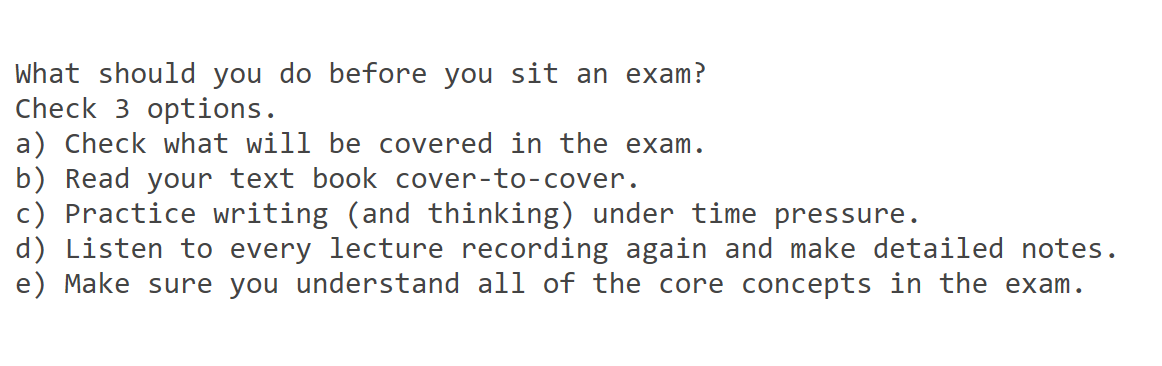 What should you do before you sit an exam?
Check 3 options.
a) Check what will be covered in the exam.
b) Read your text book cover-to-cover.
c) Practice writing (and thinking) under time pressure.
d) Listen to every lecture recording again and make detailed notes.
e) Make sure you understand all of the core concepts in the exam.